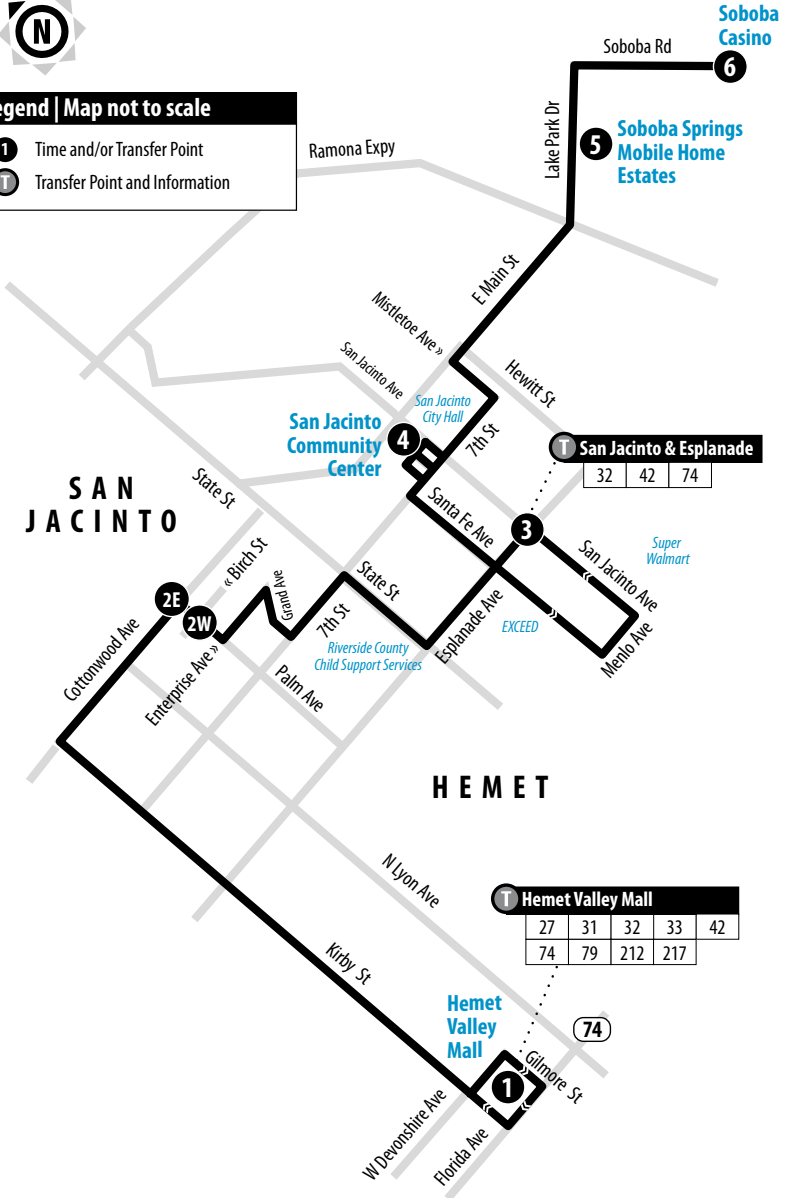 N
Soboba
Casino
Soboba Rd
6
egend | Map not to scale
1 Time and/or Transfer Point
T Transfer Point and Information
Ramona Expy
Lake Park Dr
5
Soboba Springs
Mobile Home
Estates
E Main St
Mistletoe Ave »
San Jacinto Ave
Hewitt St
San Jacinto
City Hall
San Jacinto
Community
Center
4
7th St
T San Jacinto & Esplanade
32 42 74
SAN
JACINTO
State St
Santa Fe Ave
3
Super
Walmart
San Jacinto Ave
« Birch St
Grand Ave
State St
2E
2W
7th St
Esplanade Ave
EXCEED
Menlo Ave
Riverside County
Child Support Services
Cottonwood Ave
Enterprise Ave »
Palm Ave
HEMET
N Lyon Ave
T Hemet Valley Mall
27 31 32 33 42
74 79 212 217
Kirby St
Hemet
Valley
Mall
74
1
Gilmore St
W Devonshire Ave
Florida Ave